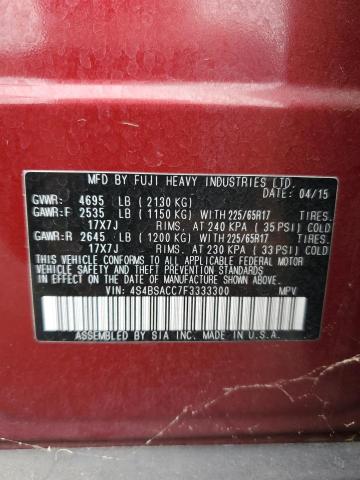 MFD BY FUJI HEAVY INDUSTRIES LTD.
DATE: 04/15
GVWR: 4695 LB (2130 KG)
GAWR:F 2535 LB (1150 KG) WITH 225/65R17 TIRES.
17X7J RIMS. AT 240 KPA (35 PSI) COLD
GAWR:R 2645 LB (1200 KG) WITH 225/65R17 TIRES.
17X7J RIMS. AT 230 KPA (33 PSI) COLD
THIS VEHICLE CONFORMS TO ALL APPLICABLE FEDERAL MOTOR
VEHICLE SAFETY STANDARDS IN EFFECT ON
THE DATE OF MANUFACTURE SHOWN ABOVE.
VIN: 4S4BSACC7F3333300 MPV
ASSEMBLED BY SIA INC. IN U.S.A.